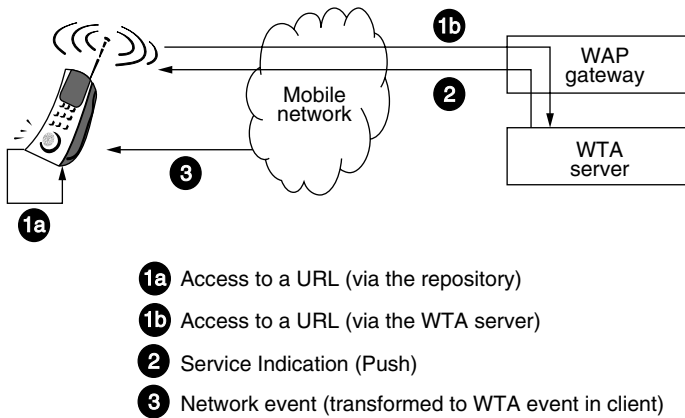 1b
WAP
gateway
2
Mobile
network
WTA
server
3
1a
1a Access to a URL (via the repository)
1b Access to a URL (via the WTA server)
2 Service Indication (Push)
3 Network event (transformed to WTA event in client)